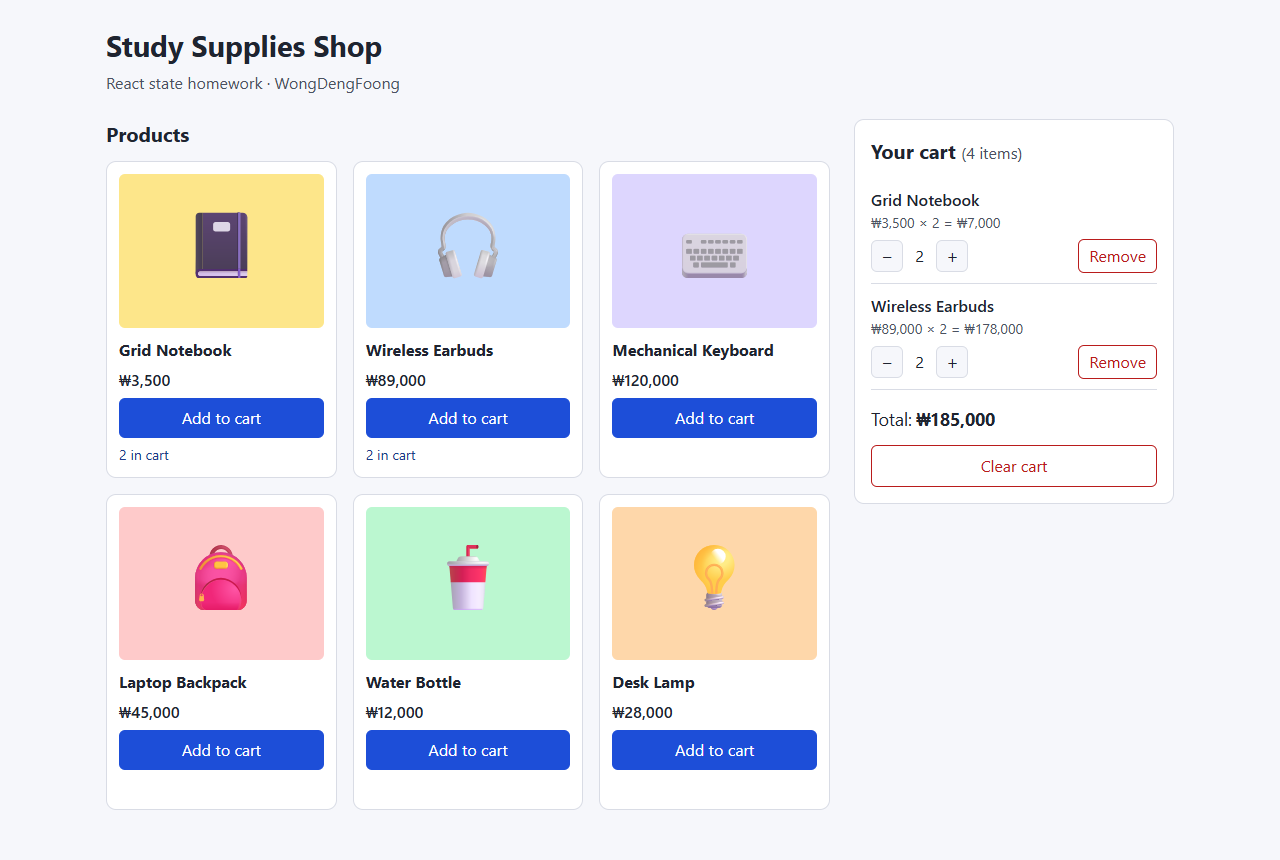 Study Supplies Shop
React state homework · WongDengFoong
Products
Grid Notebook
₩3,500
Add to cart
2 in cart
Wireless Earbuds
₩89,000
Add to cart
2 in cart
Mechanical Keyboard
₩120,000
Add to cart
Laptop Backpack
₩45,000
Add to cart
Water Bottle
₩12,000
Add to cart
Desk Lamp
₩28,000
Add to cart
Your cart (4 items)
Grid Notebook
₩3,500 × 2 = ₩7,000
− 2 + Remove
Wireless Earbuds
₩89,000 × 2 = ₩178,000
− 2 + Remove
Total: ₩185,000
Clear cart